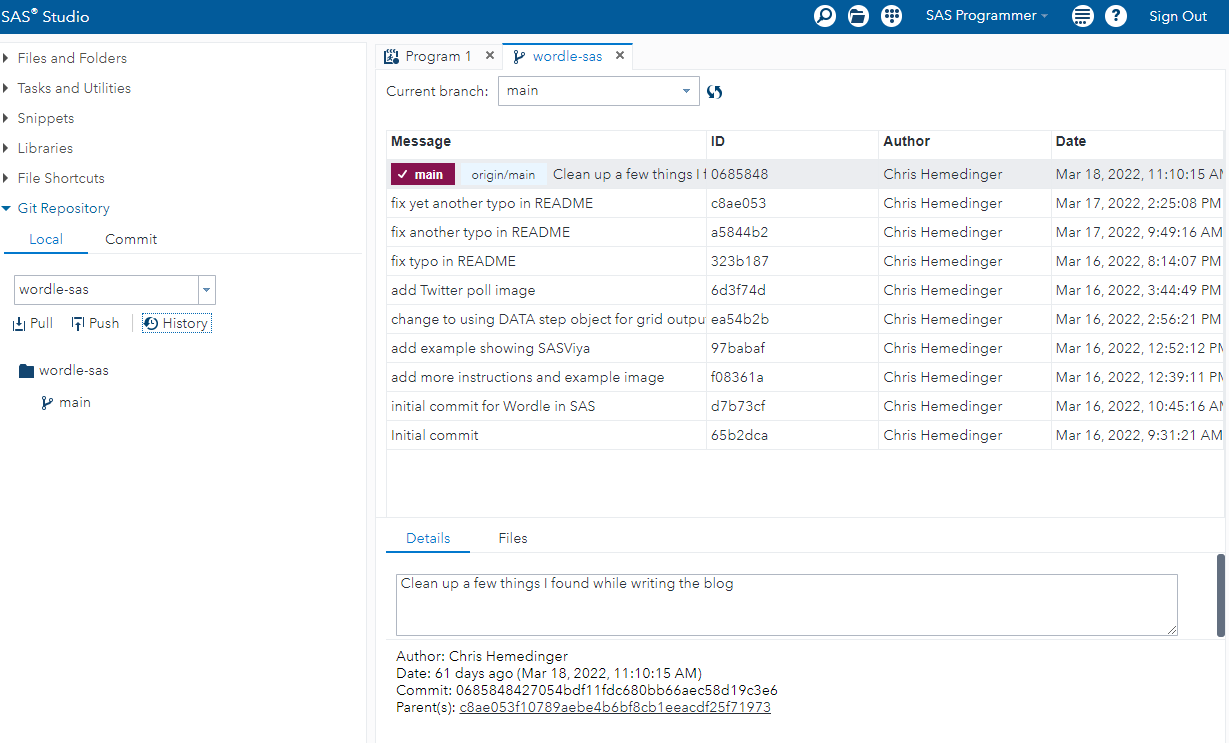 SAS® Studio
SAS Programmer
Sign Out
Files and Folders
Tasks and Utilities
Snippets
Libraries
File Shortcuts
Git Repository
Local Commit
wordle-sas
Pull Push History
wordle-sas
main
Program 1 wordle-sas
Current branch: main
Message ID Author Date
main origin/main Clean up a few things I 0685848 Chris Hemedinger Mar 18, 2022, 11:10:15 AM
fix yet another typo in README c8ae053 Chris Hemedinger Mar 17, 2022, 2:25:08 PM
fix another typo in README a5844b2 Chris Hemedinger Mar 17, 2022, 9:49:16 AM
fix typo in README 323b187 Chris Hemedinger Mar 16, 2022, 8:14:07 PM
add Twitter poll image 6d3f74d Chris Hemedinger Mar 16, 2022, 3:44:49 PM
change to using DATA step object for grid outpu ea54b2b Chris Hemedinger Mar 16, 2022, 2:56:21 PM
add example showing SASViya 97babaf Chris Hemedinger Mar 16, 2022, 12:52:12 PM
add more instructions and example image f08361a Chris Hemedinger Mar 16, 2022, 12:39:11 PM
initial commit for Wordle in SAS d7b73cf Chris Hemedinger Mar 16, 2022, 10:45:16 AM
Initial commit 65b2dca Chris Hemedinger Mar 16, 2022, 9:31:21 AM
Details Files
Clean up a few things I found while writing the blog
Author: Chris Hemedinger
Date: 61 days ago (Mar 18, 2022, 11:10:15 AM)
Commit: 0685848427054bdf11fdc680bb66aec58d19c3e6
Parent(s): c8ae053f10789aebe4b6bf8cb1eeacdf25f71973